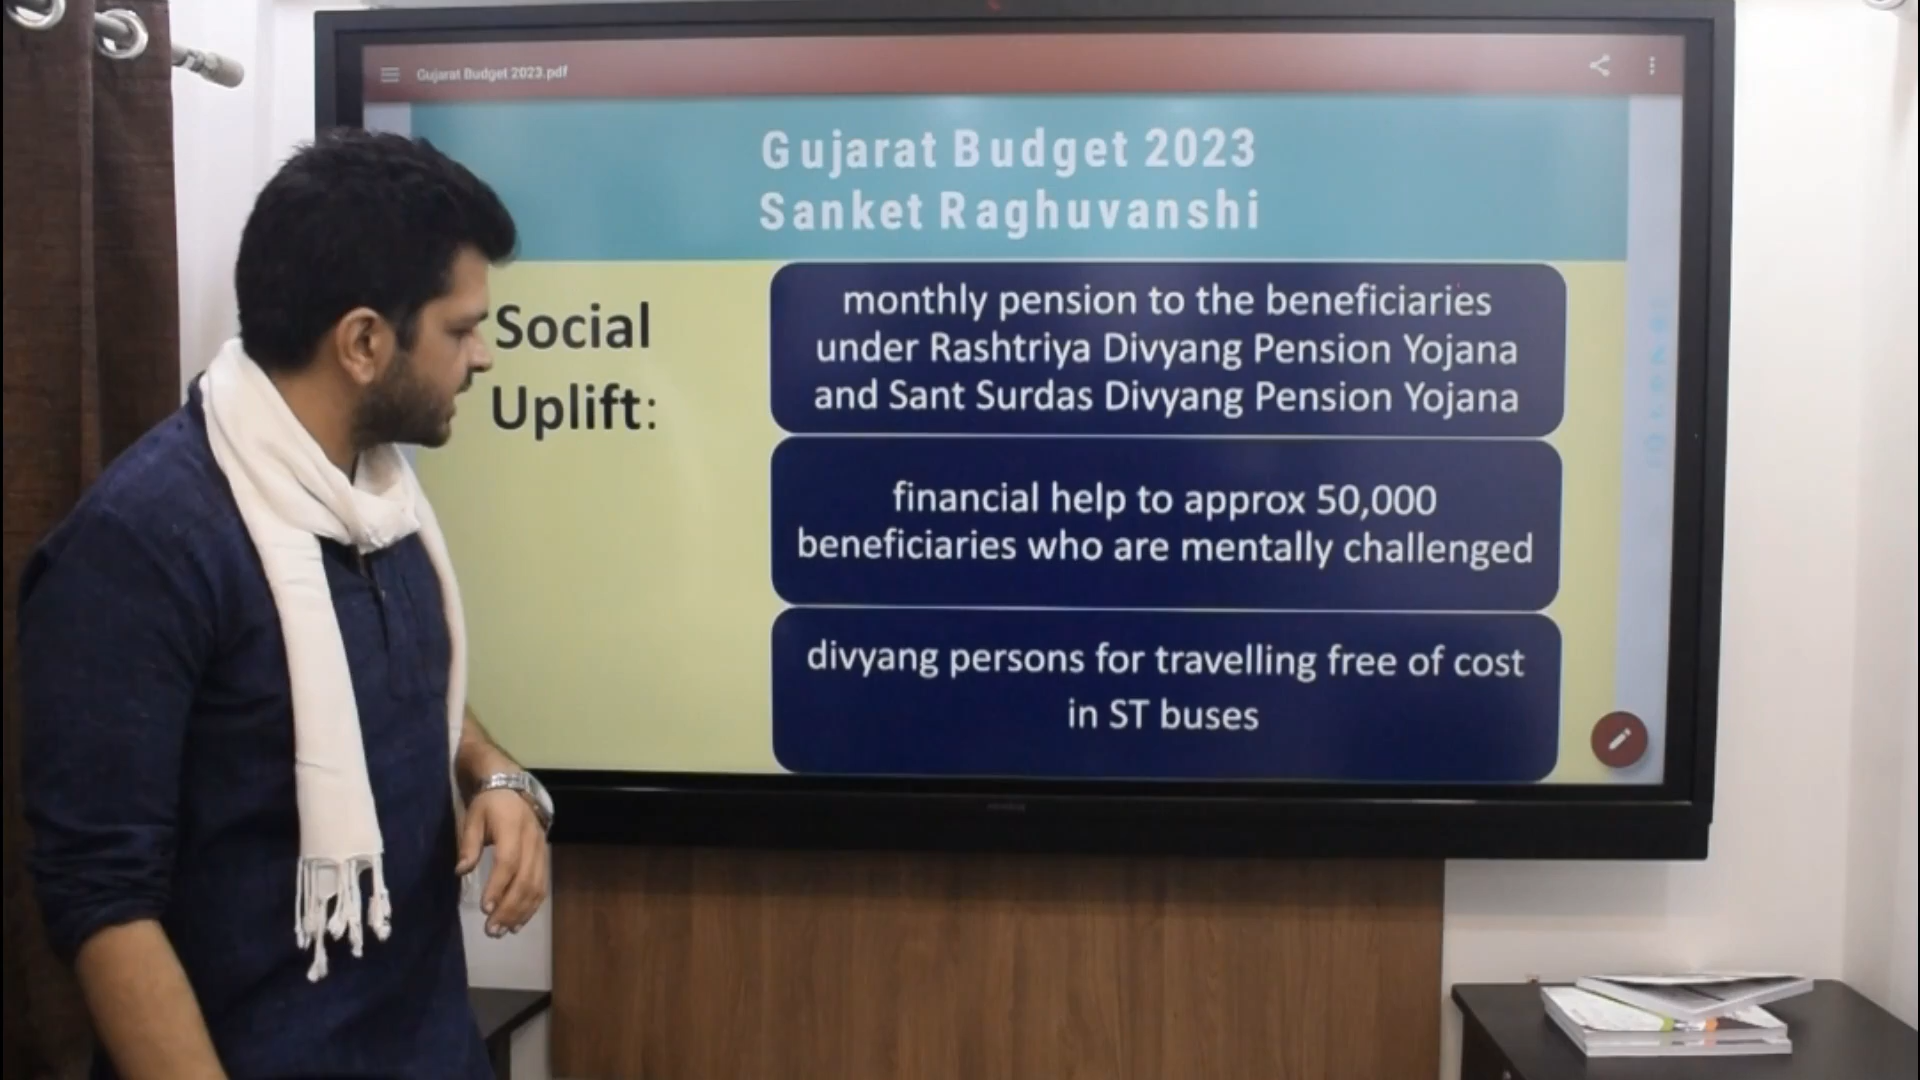 Gujarat Budget 2023.pdf
Gujarat Budget 2023
Sanket Raghuvanshi
Social
Uplift:
monthly pension to the beneficiaries
under Rashtriya Divyang Pension Yojana
and Sant Surdas Divyang Pension Yojana
financial help to approx 50,000
beneficiaries who are mentally challenged
divyang persons for travelling free of cost
in ST buses